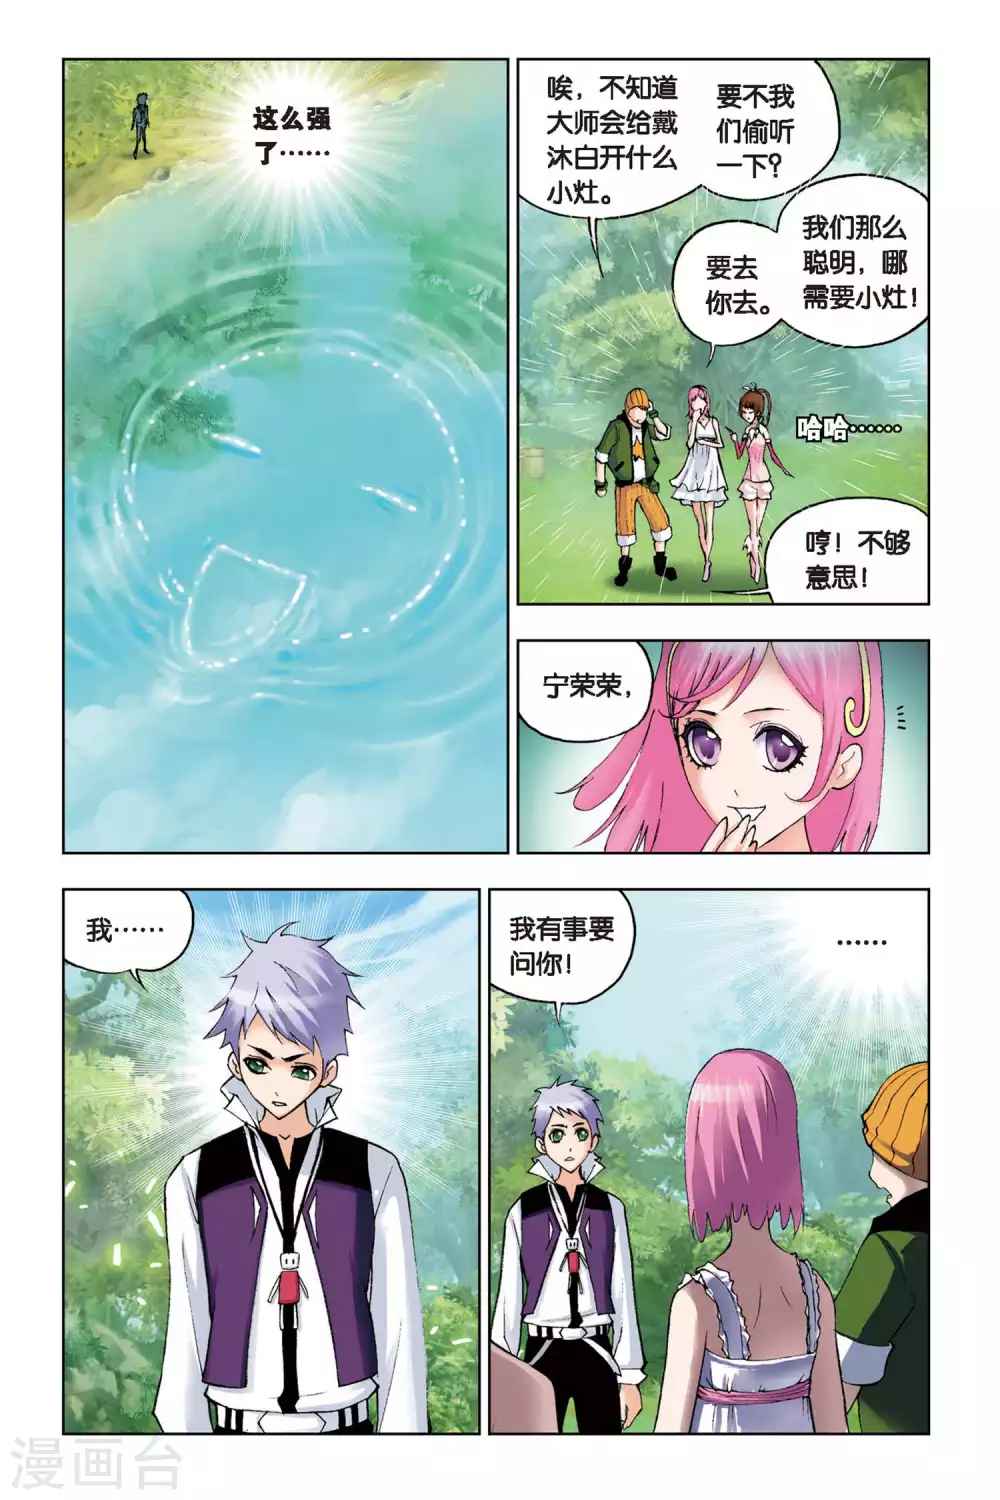 这么强
了……
唉，不知道
大师会给戴
沐白开什么
小灶。
要不我
们偷听
一下？
我们那么
聪明，哪
需要小灶！
要去
你去。
哈哈……
哼！不够
意思！
宁荣荣，
我……
我有事要
问你！
……
漫画台